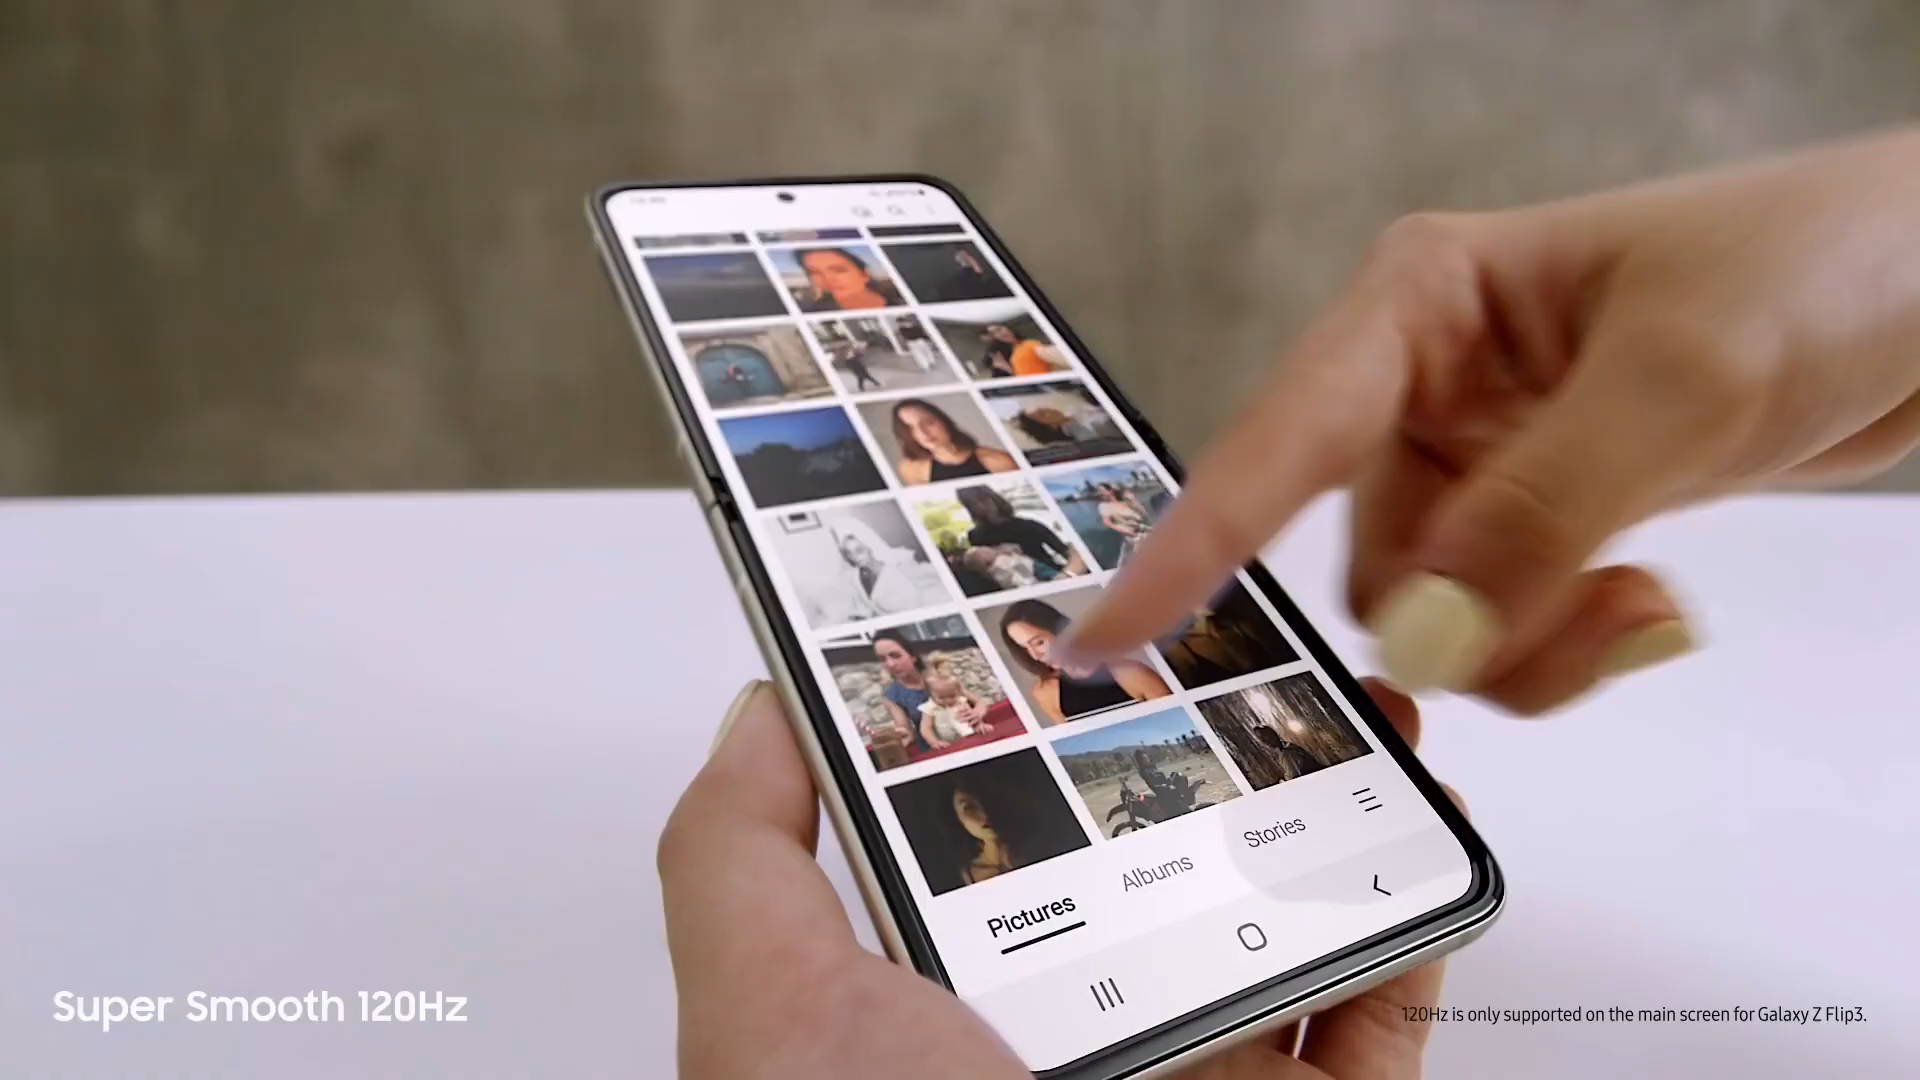 Stories
Albums
Pictures
Super Smooth 120Hz
120Hz is only supported on the main screen for Galaxy Z Flip3.